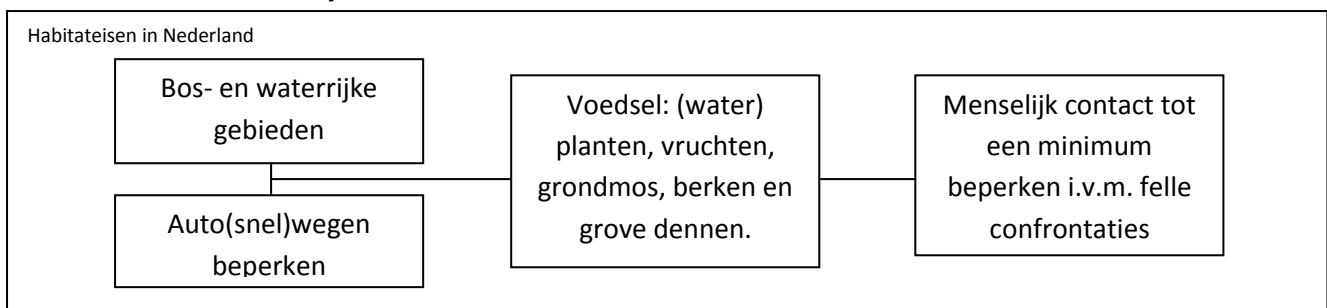 Habitateisen in Nederland
Bos- en waterrijke
gebieden
Auto(snel)wegen
beperken
Voedsel: (water)
planten, vruchten,
grondmos, berken en
grove dennen.
Menselijk contact tot
een minimum
beperken i.v.m. felle
confrontaties